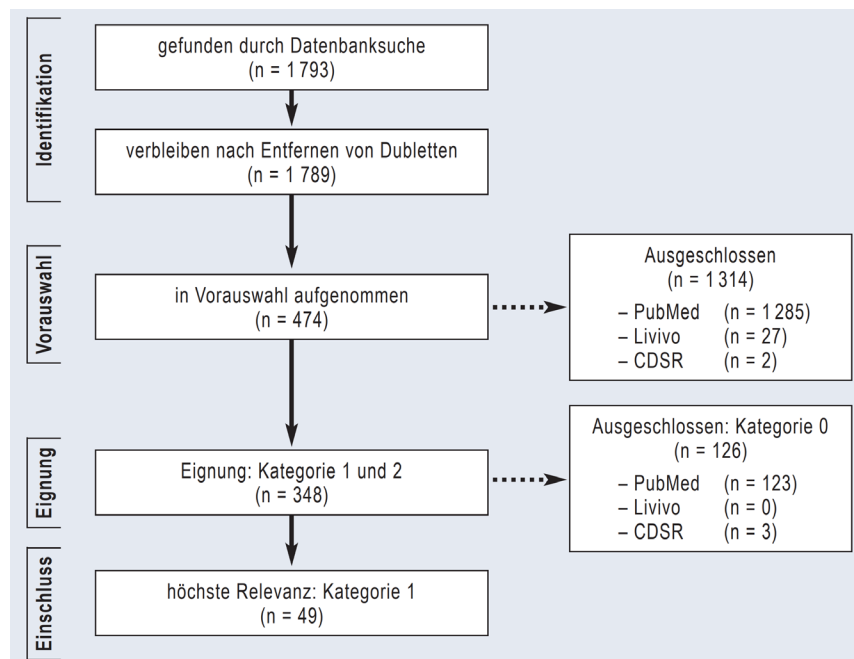 Identifikation
gefunden durch Datenbanksuche
(n = 1 793)
verbleiben nach Entfernen von Dubletten
(n = 1 789)
Vorauswahl
in Vorauswahl aufgenommen
(n = 474)
Ausgeschlossen
(n = 1 314)
– PubMed (n = 1 285)
– Livivo (n = 27)
– CDSR (n = 2)
Eignung
Eignung: Kategorie 1 und 2
(n = 348)
Ausgeschlossen: Kategorie 0
(n = 126)
– PubMed (n = 123)
– Livivo (n = 0)
– CDSR (n = 3)
Einschluss
höchste Relevanz: Kategorie 1
(n = 49)